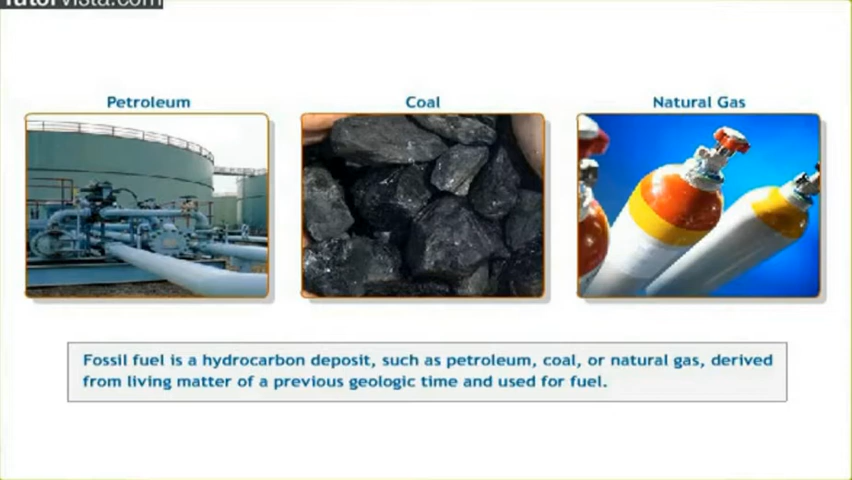 Tutorvista.com
Petroleum
Coal
Natural Gas
Fossil fuel is a hydrocarbon deposit, such as petroleum, coal, or natural gas, derived
from living matter of a previous geologic time and used for fuel.